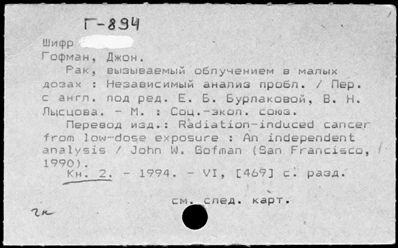 Г-894
Шифр
Гофман, Джон.
Рак, вызываемый облучением в малых
дозах : Независимый анализ пробл. / Пер.
с англ. под ред. Е. Б. Бурлаковой, В. Н.
Лысцова. - М. : Соц.-экол. союз.
Перевод изд.: Radiation-induced cancer
from low-dose exposure : An independent
analysis / John W. Gofman (San Francisco,
1990).
Кн. 2. - 1994. - VI, [469] с. разд.
см. след. карт.
2к